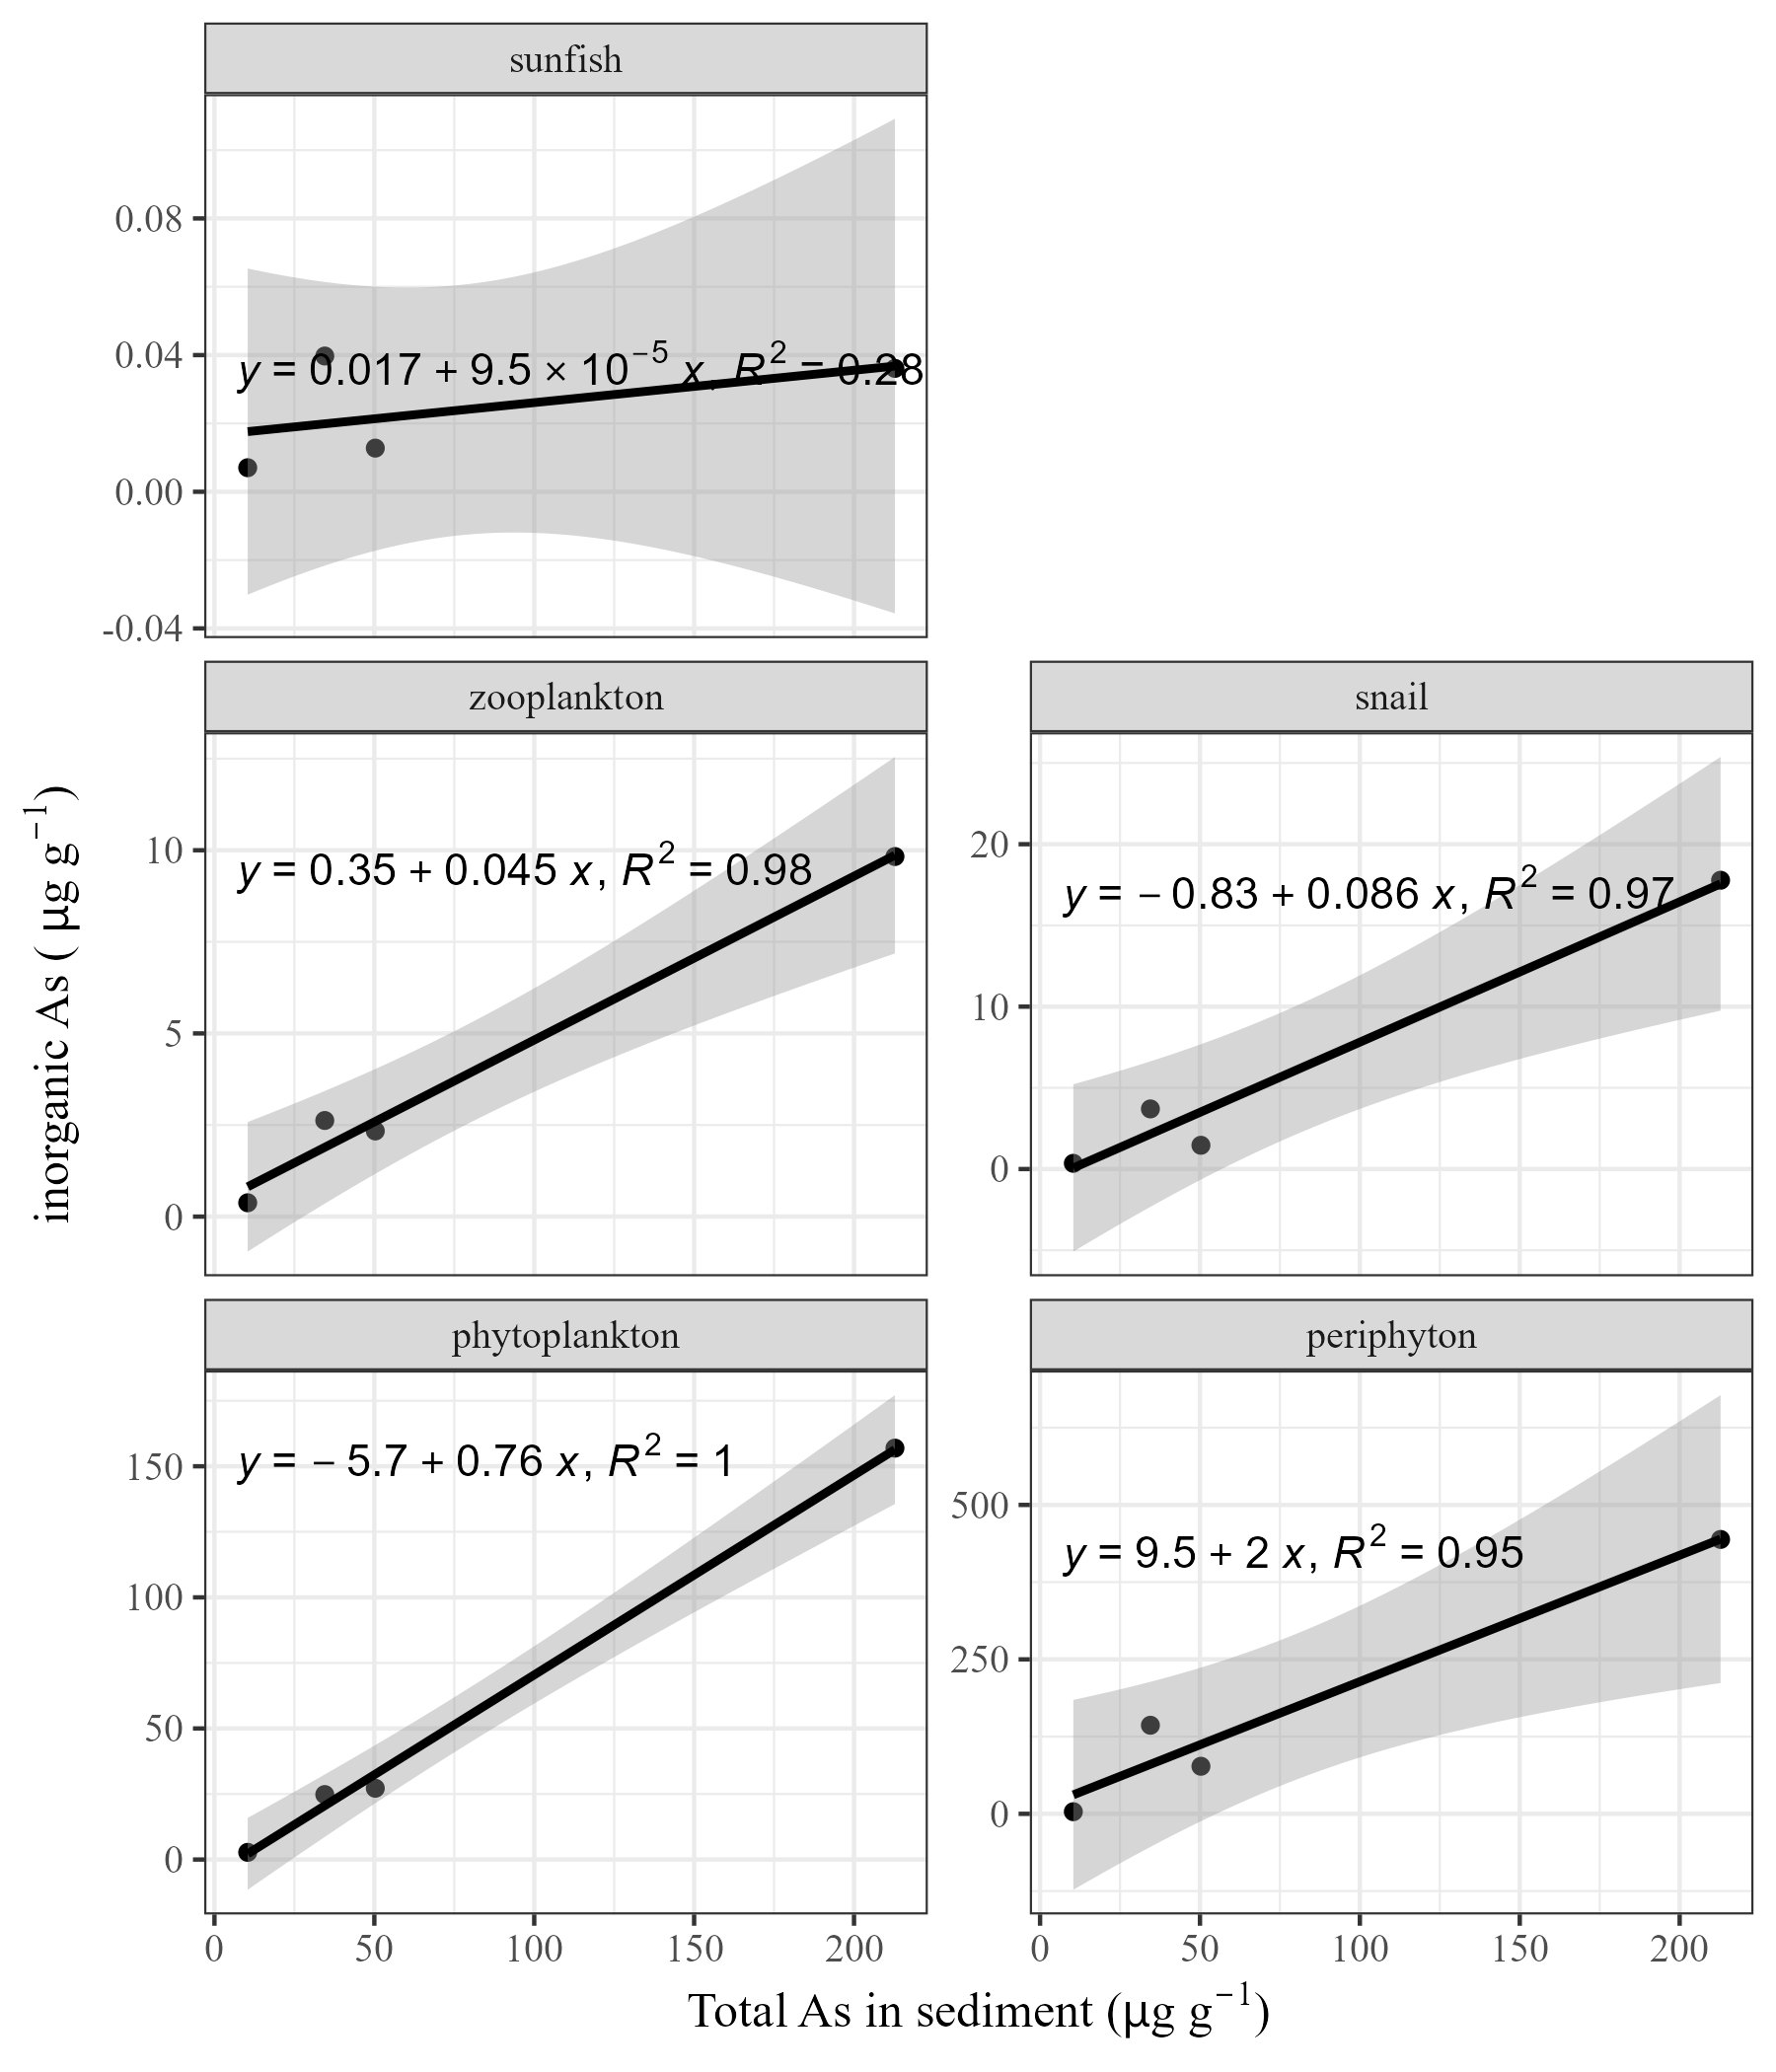 sunfish
0.08
0.04
0.00
-0.04
y = 0.017 + 9.5 × 10⁻⁵ x, R² = 0.28
zooplankton
10
5
0
y = 0.35 + 0.045 x, R² = 0.98
snail
20
10
0
y = − 0.83 + 0.086 x, R² = 0.97
inorganic As ( μg g⁻¹)
phytoplankton
150
100
50
0
y = − 5.7 + 0.76 x, R² = 1
periphyton
500
250
0
y = 9.5 + 2 x, R² = 0.95
0 50 100 150 200
0 50 100 150 200
Total As in sediment (μg g⁻¹)